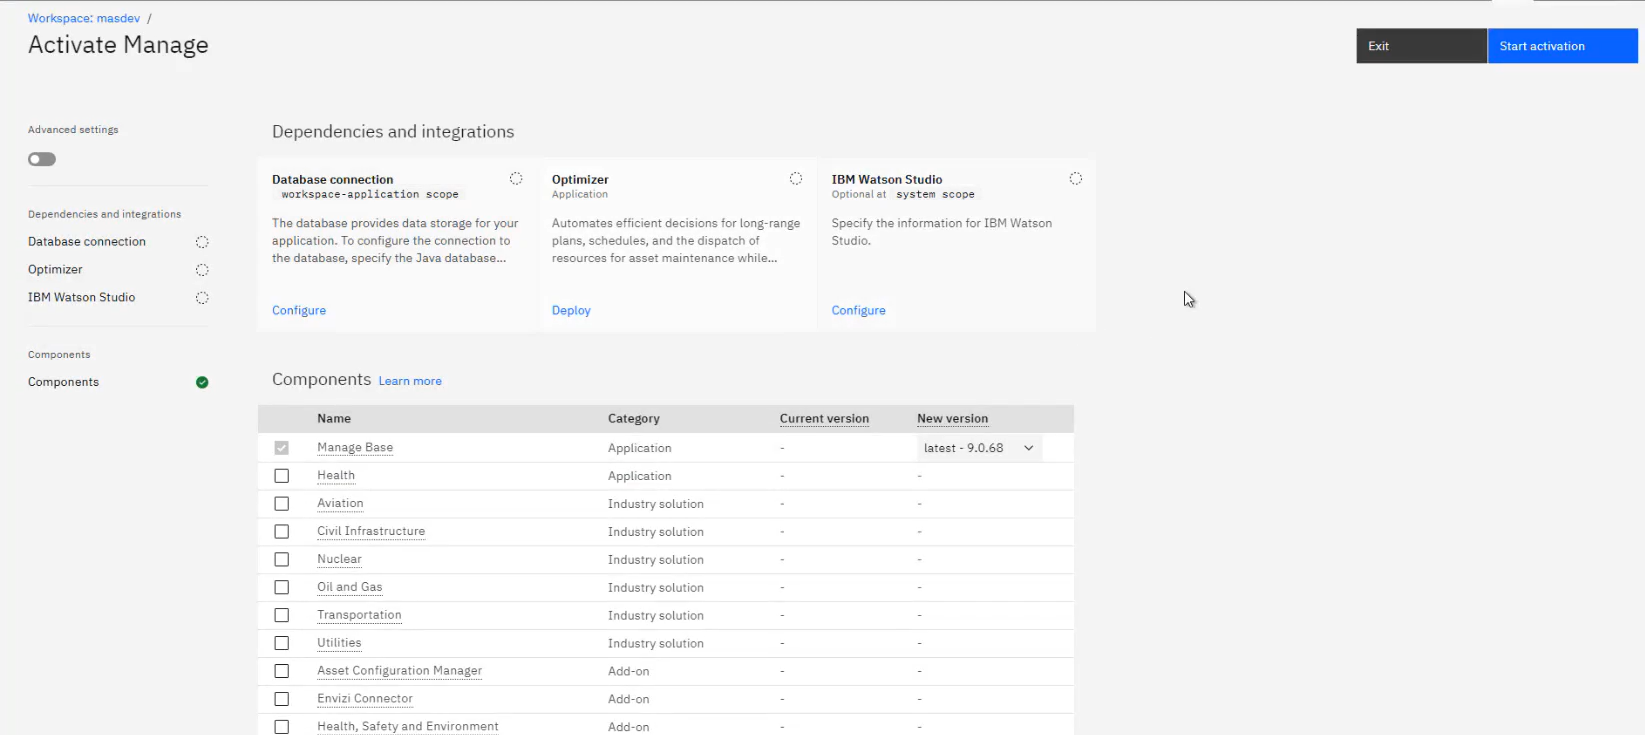 Workspace: masdev /
Activate Manage
Exit
Start activation
Advanced settings
Dependencies and integrations
Database connection
Optimizer
IBM Watson Studio
Components
Components
Dependencies and integrations
Database connection
workspace-application scope
The database provides data storage for your
application. To configure the connection to
the database, specify the Java database...
Configure
Optimizer
Application
Automates efficient decisions for long-range
plans, schedules, and the dispatch of
resources for asset maintenance while...
Deploy
IBM Watson Studio
Optional at system scope
Specify the information for IBM Watson
Studio.
Configure
Components Learn more
Name Category Current version New version
Manage Base Application - latest - 9.0.68
Health Application - -
Aviation Industry solution - -
Civil Infrastructure Industry solution - -
Nuclear Industry solution - -
Oil and Gas Industry solution - -
Transportation Industry solution - -
Utilities Industry solution - -
Asset Configuration Manager Add-on - -
Envizi Connector Add-on - -
Health, Safety and Environment Add-on - -